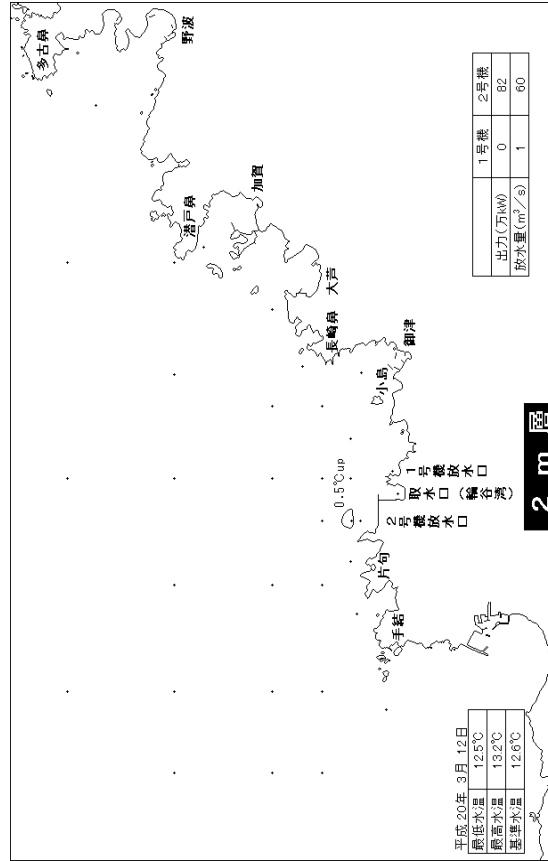 多古鼻
野波
潜戸鼻
加賀
大芦
長崎鼻
御津
小島
1号機放水口
取水口(輪谷湾)
2号機放水口
0.5℃up
片句
手結
1号機 2号機
出力(万kW) 0 82
放水量(m³/s) 1 60
2 m 層
平成 20年 3月 12日
最低水温 12.5℃
最高水温 13.2℃
基準水温 12.6℃